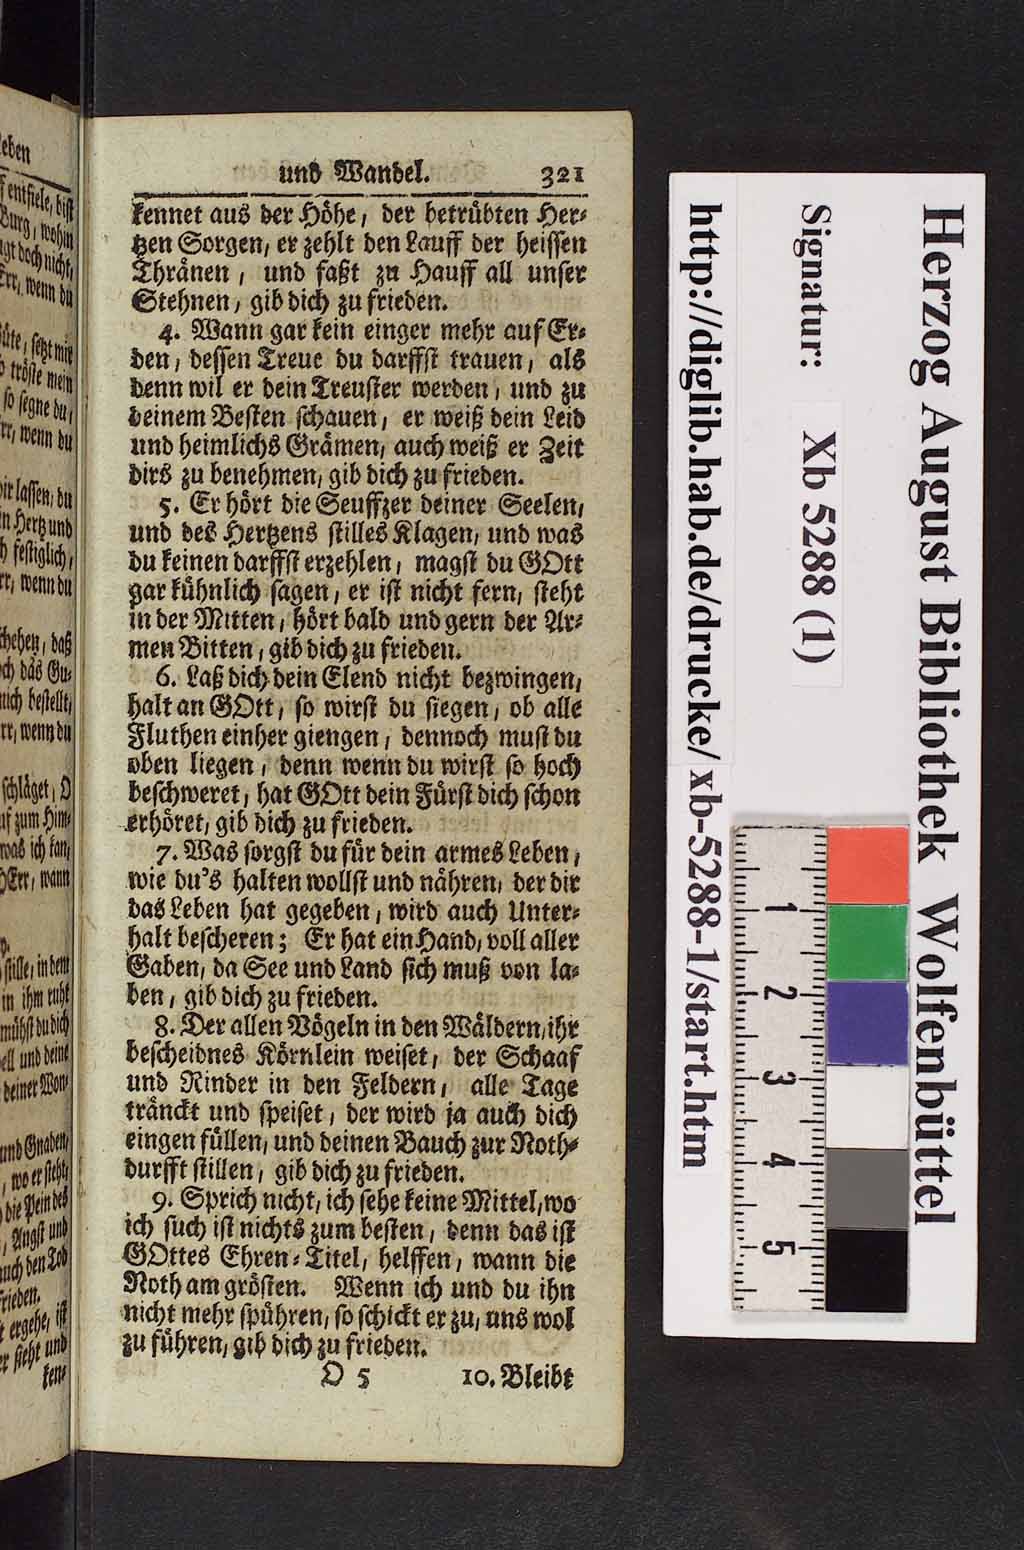 und Wandel. 321
kennet aus der Höhe, der betrübten Her-
tzen Sorgen, er zehlt den Lauff der heissen
Thränen, und faßt zu Hauff all unser
Stehnen, gib dich zu frieden.
4. Wann gar kein einger mehr auf Er-
den, dessen Treue du darffst trauen, als
denn wil er dein Treuster werden, und zu
deinem Besten schauen, er weiß dein Leid
und heimlichs Grämen, auch weiß er Zeit
dirs zu benehmen, gib dich zu frieden.
5. Er hört die Seuffzer deiner Seelen,
und des Hertzens stilles Klagen, und was
du keinen darffst erzehlen, magst du GOtt
gar kühnlich sagen, er ist nicht fern, steht
in der Mitten, hört bald und gern der Ar-
men Bitten, gib dich zu frieden.
6. Laß dich dein Elend nicht bezwingen,
halt an GOtt, so wirst du siegen, ob alle
Fluthen einher giengen, dennoch must du
oben liegen, denn wenn du wirst so hoch
beschweret, hat GOtt dein Fürst dich schon
erhöret, gib dich zu frieden.
7. Was sorgst du für dein armes Leben,
wie du's halten wollst und nähren, der dir
das Leben hat gegeben, wird auch Unter-
halt bescheren; Er hat ein Hand, voll aller
Gaben, da See und Land sich muß von la-
ben, gib dich zu frieden.
8. Der allen Vögeln in den Wäldern, ihr
bescheidnes Körnlein weiset, der Schaaf
und Rinder in den Feldern, alle Tage
tränckt und speiset, der wird ja auch dich
eingen füllen, und deinen Bauch zur Noth-
durfft stillen, gib dich zu frieden.
9. Sprich nicht, ich sehe keine Mittel, wo
ich such ist nichts zum besten, denn das ist
GOttes Ehren-Titel, helffen, wann die
Noth am grösten. Wenn ich und du ihn
nicht mehr spühren, so schickt er zu, uns wol
zu führen, gib dich zu frieden.
O 5 10. Bleibt
Herzog August Bibliothek Wolfenbüttel
Signatur: Xb 5288 (1)
http://diglib.hab.de/drucke/ xb-5288-1/start.htm
1
2
3
4
5